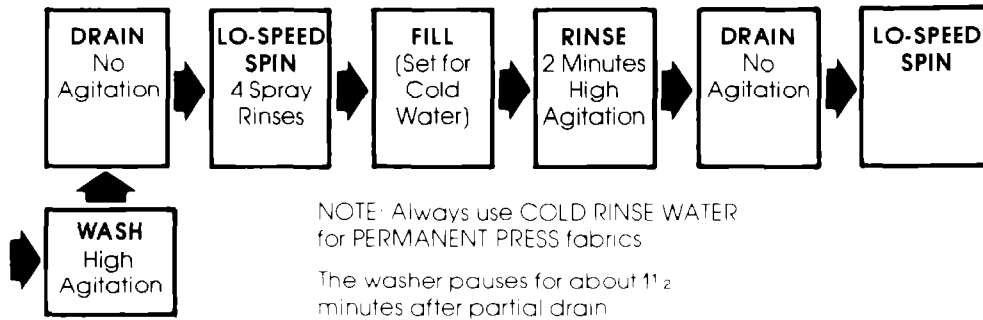 DRAIN
No
Agitation
LO-SPEED
SPIN
4 Spray
Rinses
FILL
(Set for
Cold
Water)
RINSE
2 Minutes
High
Agitation
DRAIN
No
Agitation
LO-SPEED
SPIN
WASH
High
Agitation
NOTE: Always use COLD RINSE WATER
for PERMANENT PRESS fabrics
The washer pauses for about 1½
minutes after partial drain